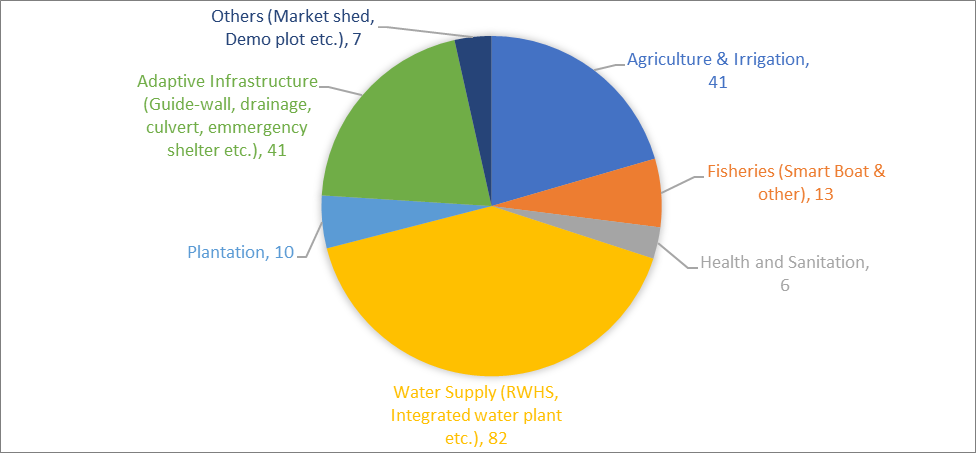 Others (Market shed,
Demo plot etc.), 7
Agriculture & Irrigation,
41
Adaptive Infrastructure
(Guide-wall, drainage,
culvert, emmergency
shelter etc.), 41
Fisheries (Smart Boat &
other), 13
Plantation, 10
Health and Sanitation,
6
Water Supply (RWHS,
Integrated water plant
etc.), 82